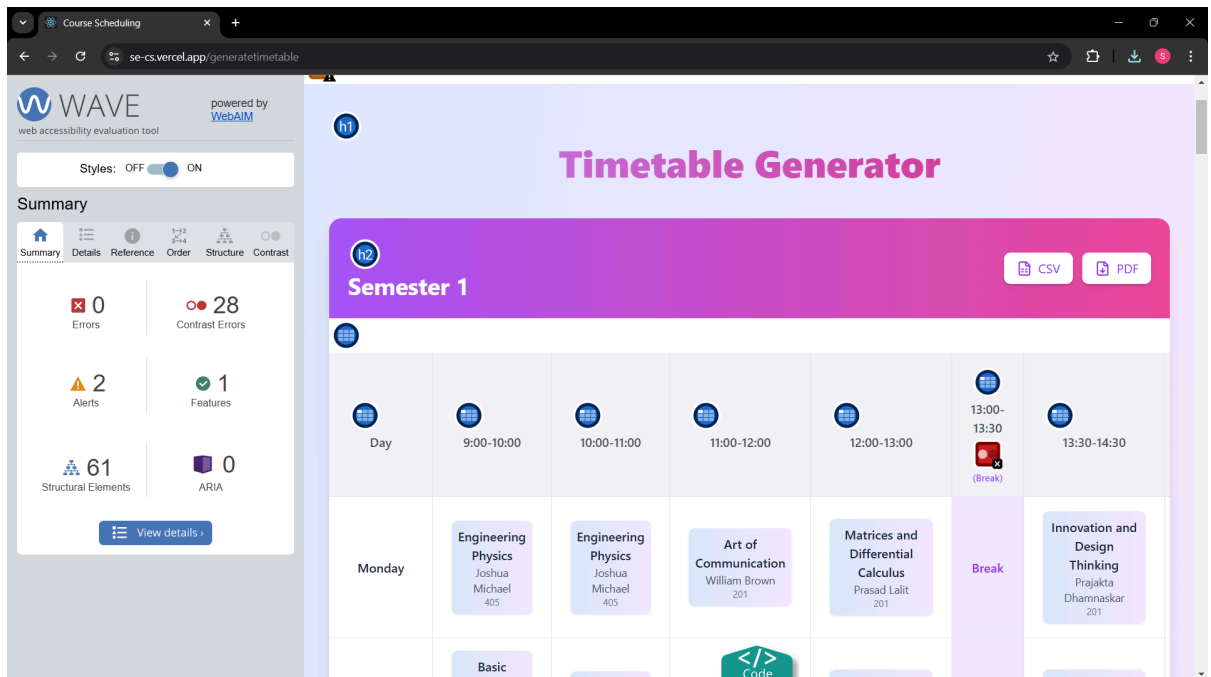 Course Scheduling
se-cs.vercel.app/generatetimetable
S
WAVE
web accessibility evaluation tool
powered by
WebAIM
Styles: OFF ON
Summary
Summary Details Reference Order Structure Contrast
0
Errors
28
Contrast Errors
2
Alerts
1
Features
61
Structural Elements
0
ARIA
View details ›
h1
Timetable Generator
h2
Semester 1
CSV
PDF
Day
9:00-10:00
10:00-11:00
11:00-12:00
12:00-13:00
13:00-
13:30
(Break)
13:30-14:30
Monday
Engineering
Physics
Joshua
Michael
405
Engineering
Physics
Joshua
Michael
405
Art of
Communication
William Brown
201
Matrices and
Differential
Calculus
Prasad Lalit
201
Break
Innovation and
Design
Thinking
Prajakta
Dhamnaskar
201
Basic
</>
Code